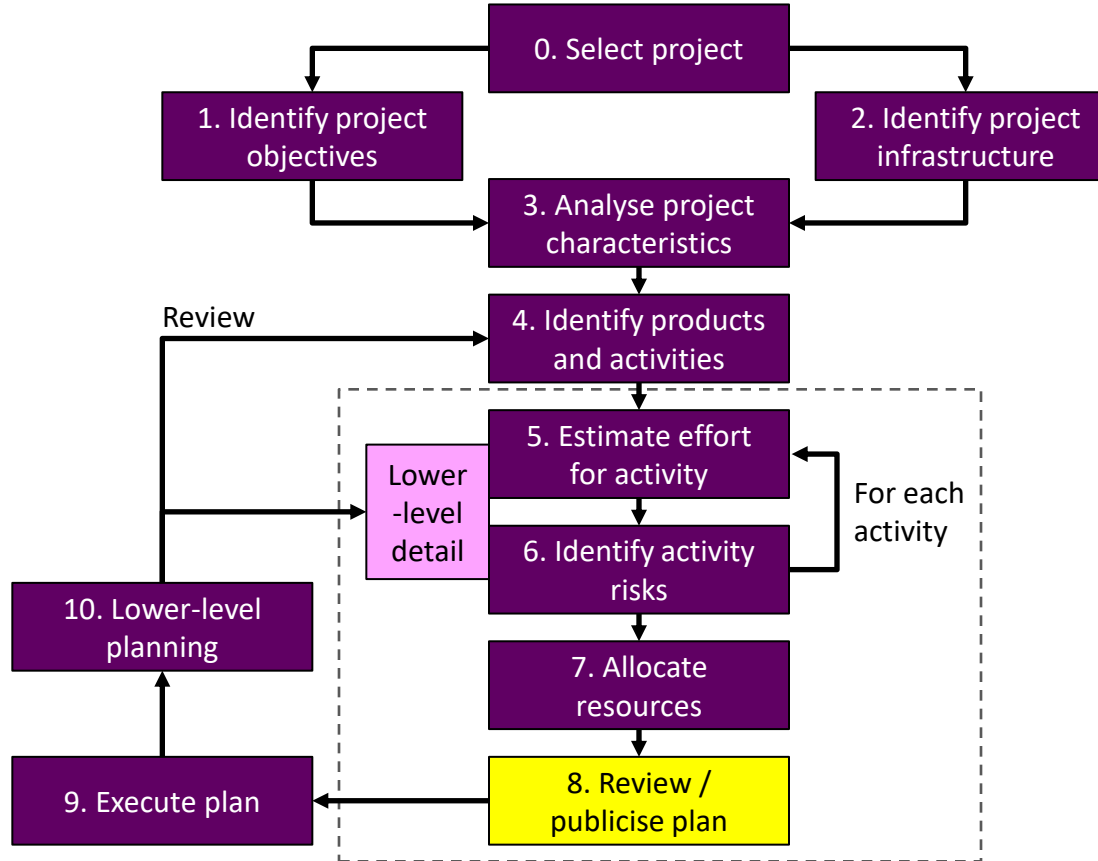 0. Select project
1. Identify project
objectives
2. Identify project
infrastructure
3. Analyse project
characteristics
Review
4. Identify products
and activities
5. Estimate effort
for activity
Lower
-level
detail
For each
activity
6. Identify activity
risks
10. Lower-level
planning
7. Allocate
resources
9. Execute plan
8. Review /
publicise plan